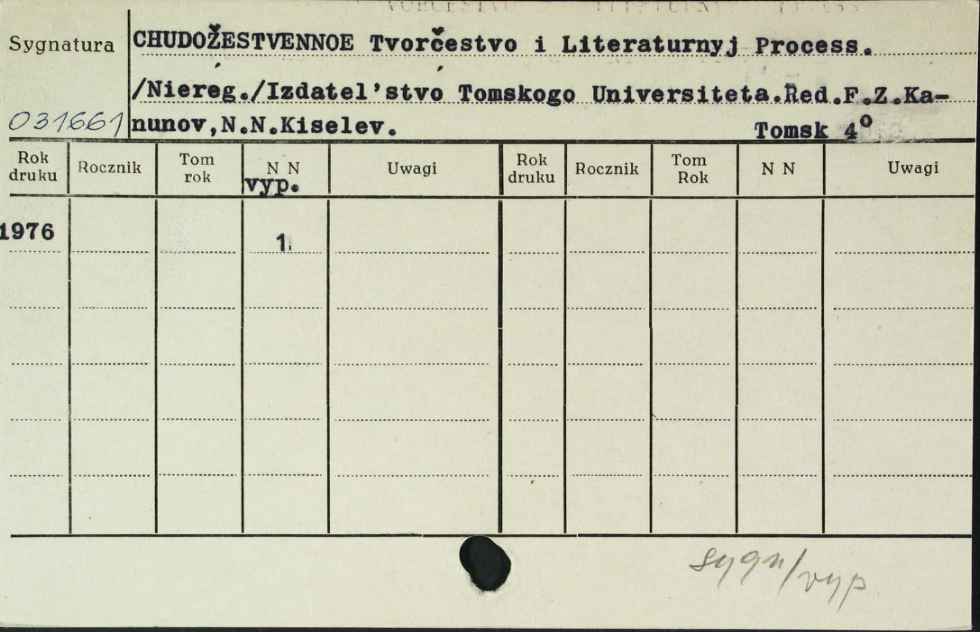 Sygnatura
CHUDOŽESTVENNOE Tvorčestvo i Literaturnyj Process.
/Niereg./Izdatel'stvo Tomskogo Universiteta.Red.F.Z.Ka-
031661
nunov,N.N.Kiselev. Tomsk 4º
Rok druku Rocznik Tom rok N N vyp. Uwagi Rok druku Rocznik Tom Rok N N Uwagi
1976 1
sygn/vyp